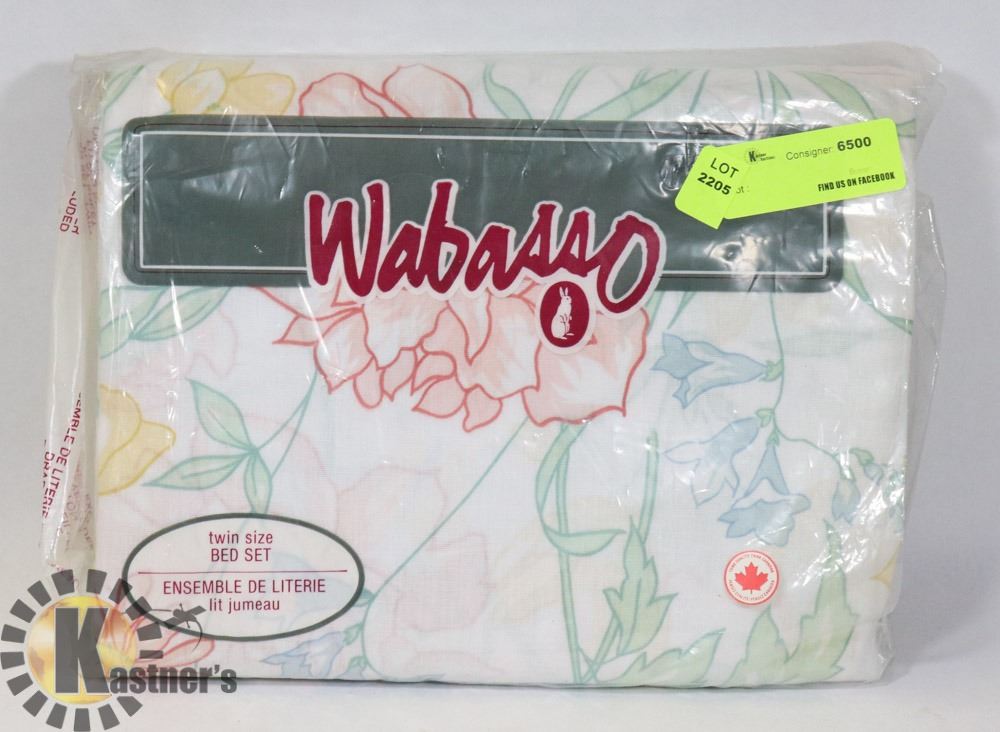 LOT
2205
Consigner: 6500
FIND US ON FACEBOOK
Wabasso
twin size
BED SET
ENSEMBLE DE LITERIE
lit jumeau
Kastner's